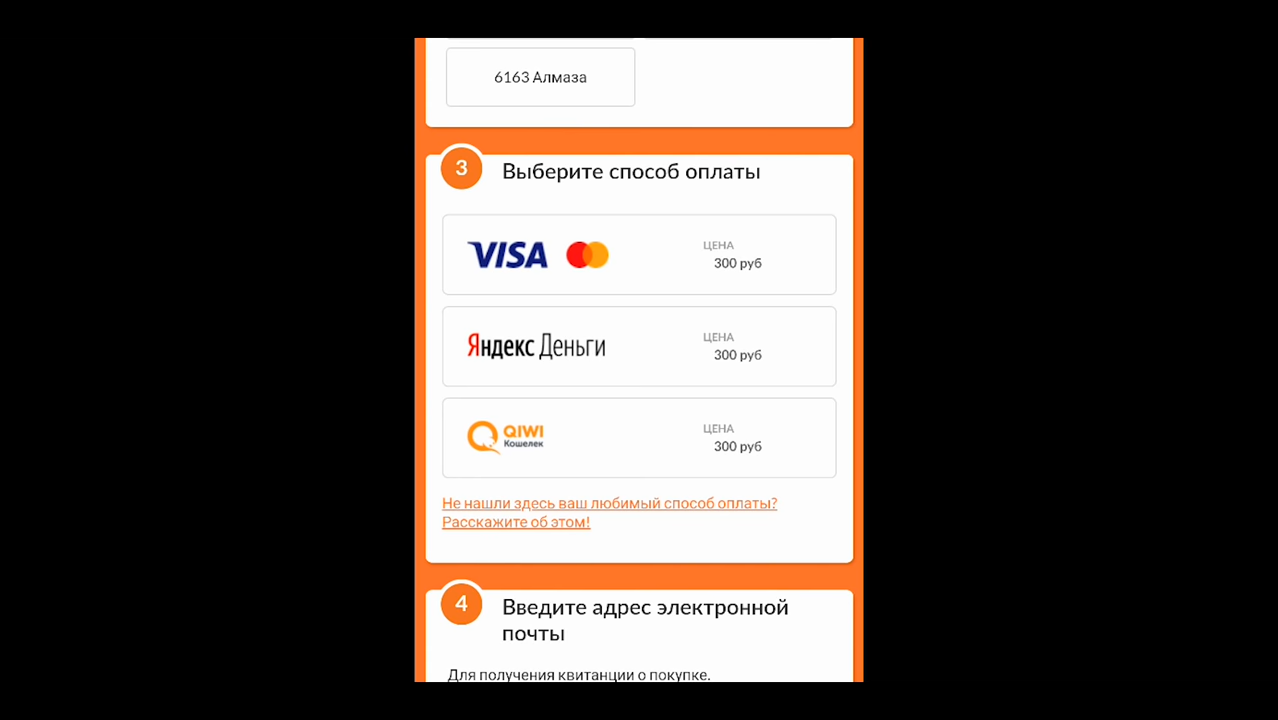 6163 Алмаза
3
Выберите способ оплаты
VISA
ЦЕНА
300 руб
Яндекс Деньги
ЦЕНА
300 руб
QIWI
Кошелек
ЦЕНА
300 руб
Не нашли здесь ваш любимый способ оплаты?
Расскажите об этом!
4
Введите адрес электронной
почты
Для получения квитанции о покупке.